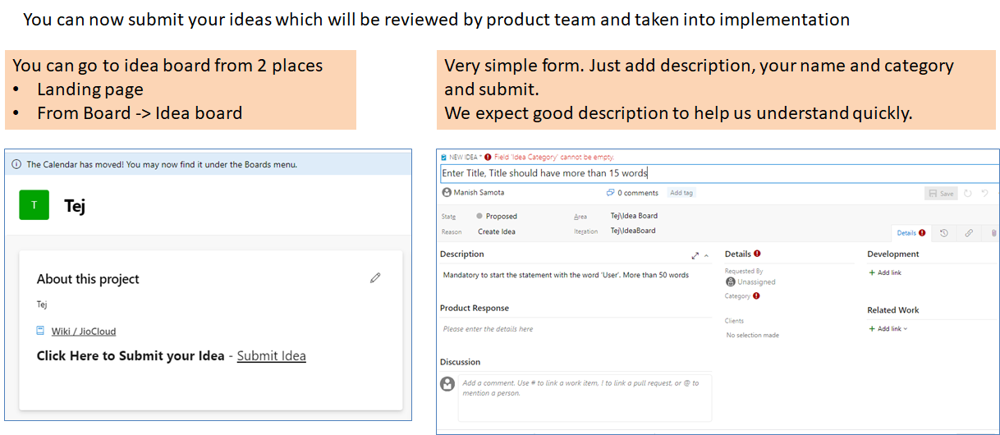 You can now submit your ideas which will be reviewed by product team and taken into implementation
You can go to idea board from 2 places
• Landing page
• From Board -> Idea board
Very simple form. Just add description, your name and category
and submit.
We expect good description to help us understand quickly.
The Calendar has moved! You may now find it under the Boards menu.
T
Tej
About this project
Tej
Wiki / JioCloud
Click Here to Submit your Idea - Submit Idea
NEW IDEA * Field 'Idea Category' cannot be empty.
Enter Title, Title should have more than 15 words
Manish Samota 0 comments Add tag Save
State Proposed Area Tej\Idea Board
Reason Create Idea Iteration Tej\IdeaBoard
Details
Description
Mandatory to start the statement with the word 'User'. More than 50 words
Product Response
Please enter the details here
Discussion
Add a comment. Use # to link a work item, ! to link a pull request, or @ to
mention a person.
Details
Requested By
Unassigned
Category
Clients
No selection made
Development
+ Add link
Related Work
+ Add link